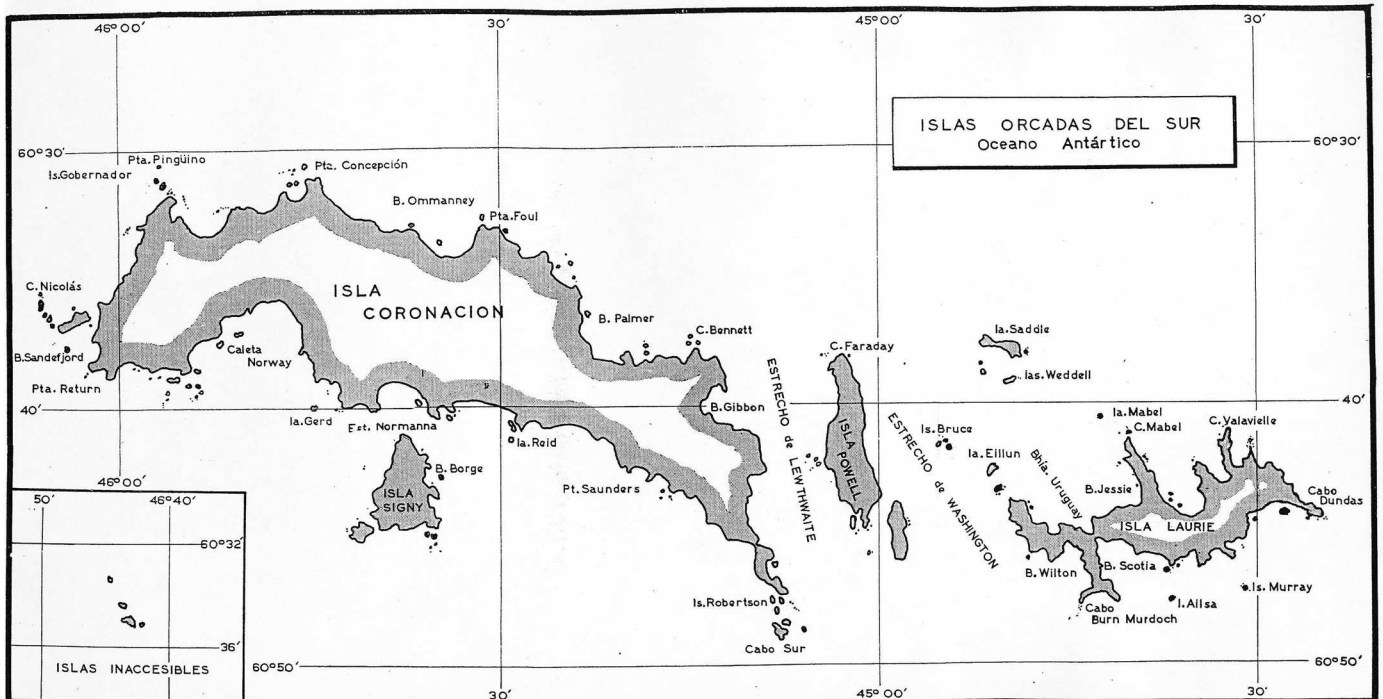 46°00'
30'
45°00'
30'
ISLAS ORCADAS DEL SUR
Oceano Antártico
60°30'
60°30'
Pta. Pingüino
Is.Gobernador
Pta. Concepción
B. Ommanney
Pta.Foul
C. Nicolás
ISLA
CORONACION
B. Palmer
C. Bennett
C. Faraday
Ia. Saddle
Ias. Weddell
B. Sandefjord
Caleta
Norway
Pta. Return
40'
40'
Ia.Gerd
Est. Normanna
Ia.Reid
B. Gibbon
ESTRECHO de LEWTHWAITE
ISLA POWELL
ESTRECHO de WASHINGTON
Is. Bruce
Ia. Eillun
Bhía. Uruguay
Ia. Mabel
C. Mabel
C. Valavielle
B. Borge
ISLA
SIGNY
Pt. Saunders
B. Jessie
ISLA LAURIE
Cabo
Dundas
B. Wilton
B. Scotia
Is. Robertson
Cabo
Burn Murdoch
I. Ailsa
Is. Murray
Cabo Sur
50'
46°00'
46°40'
60°32'
36'
ISLAS INACCESIBLES
60°50'
60°50'
30'
45°00'
30'